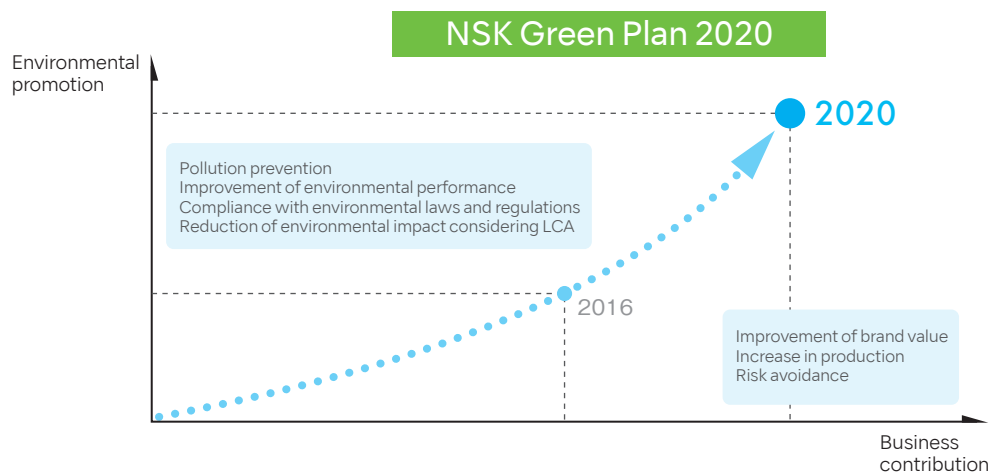 NSK Green Plan 2020
Environmental
promotion
2020
Pollution prevention
Improvement of environmental performance
Compliance with environmental laws and regulations
Reduction of environmental impact considering LCA
2016
Improvement of brand value
Increase in production
Risk avoidance
Business
contribution